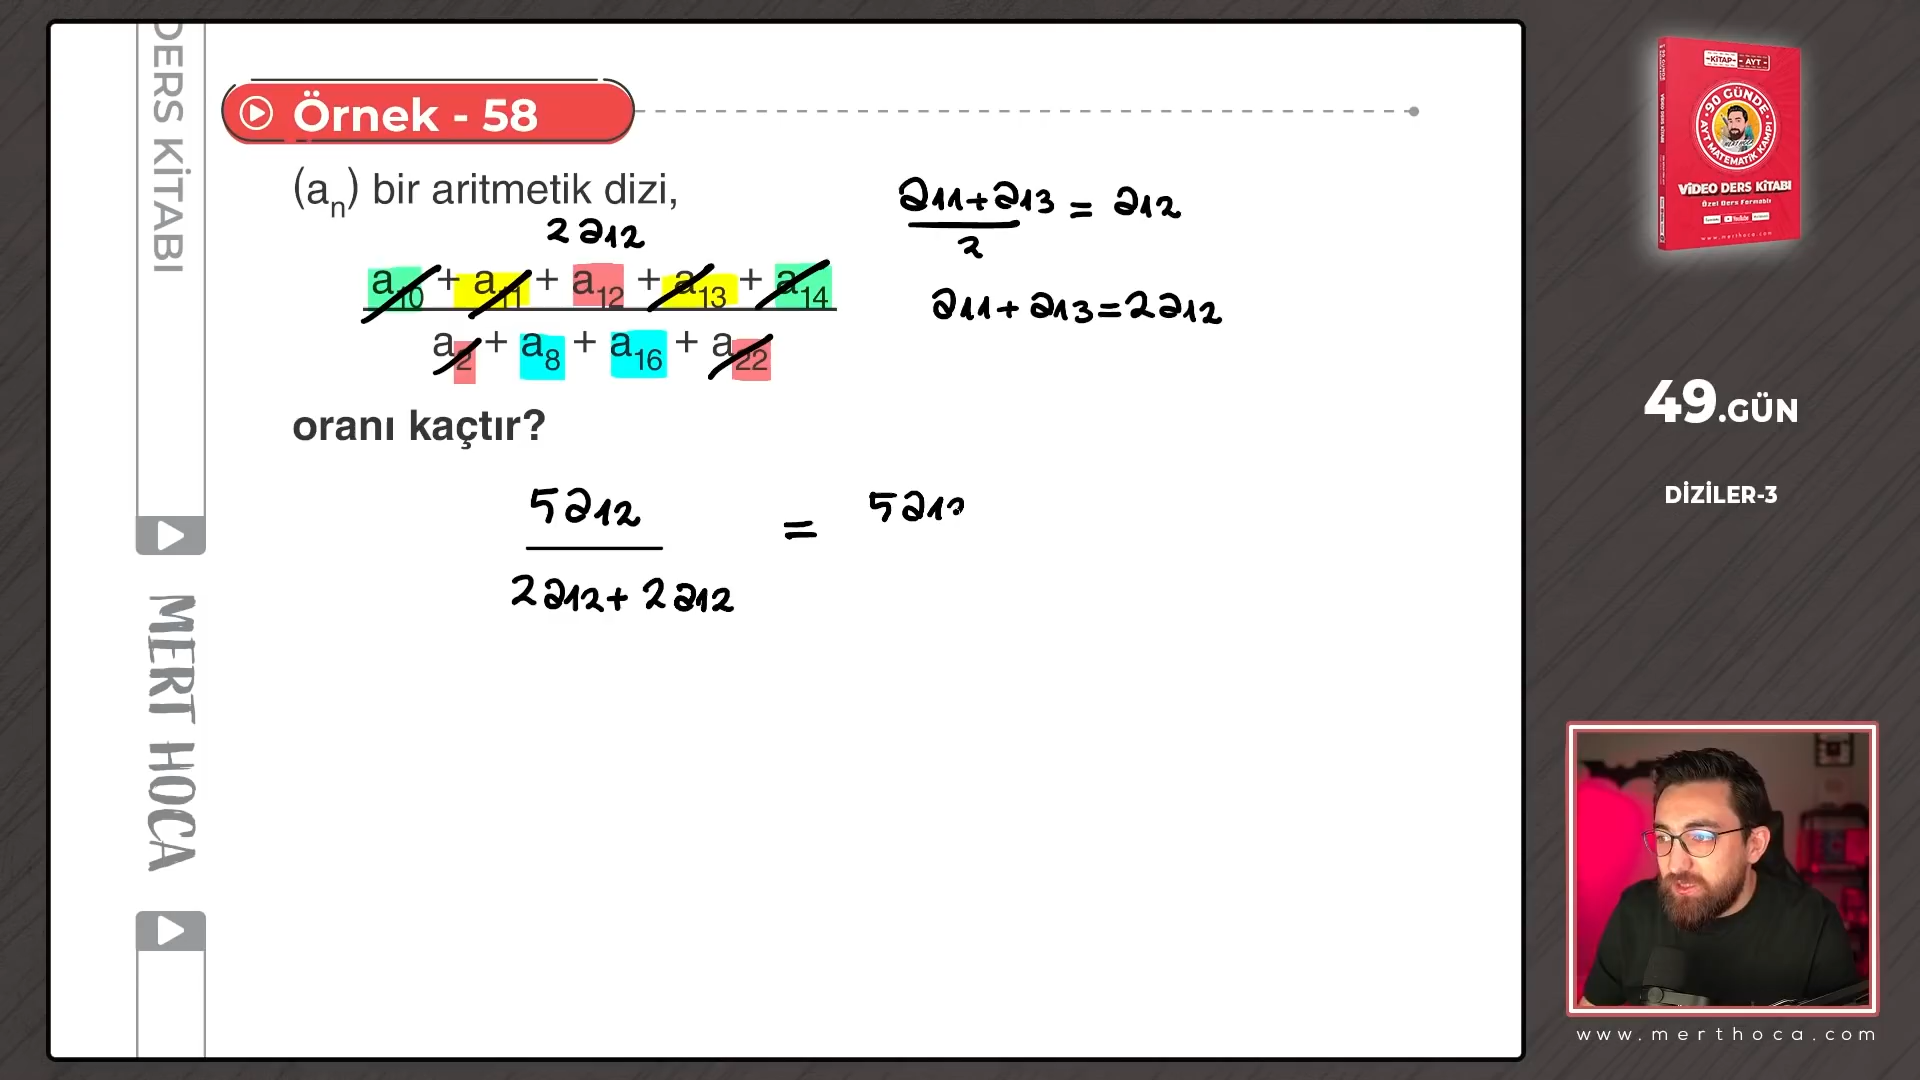 DERS KİTABI
MERT HOCA
Örnek - 58
(aₙ) bir aritmetik dizi,
2a12
a10 + a11 + a12 + a13 + a14
a2 + a8 + a16 + a22
oranı kaçtır?
a11+a13 = a12
2
a11+a13=2a12
5a12 = 5a12
2a12+2a12
-KİTAP- -AYT-
90 GÜNDE
AYT MATEMATİK KAMPI
VİDEO DERS KİTABI
Özel Ders Formatlı
www.merthoca.com
49.GÜN
DİZİLER-3
www.merthoca.com